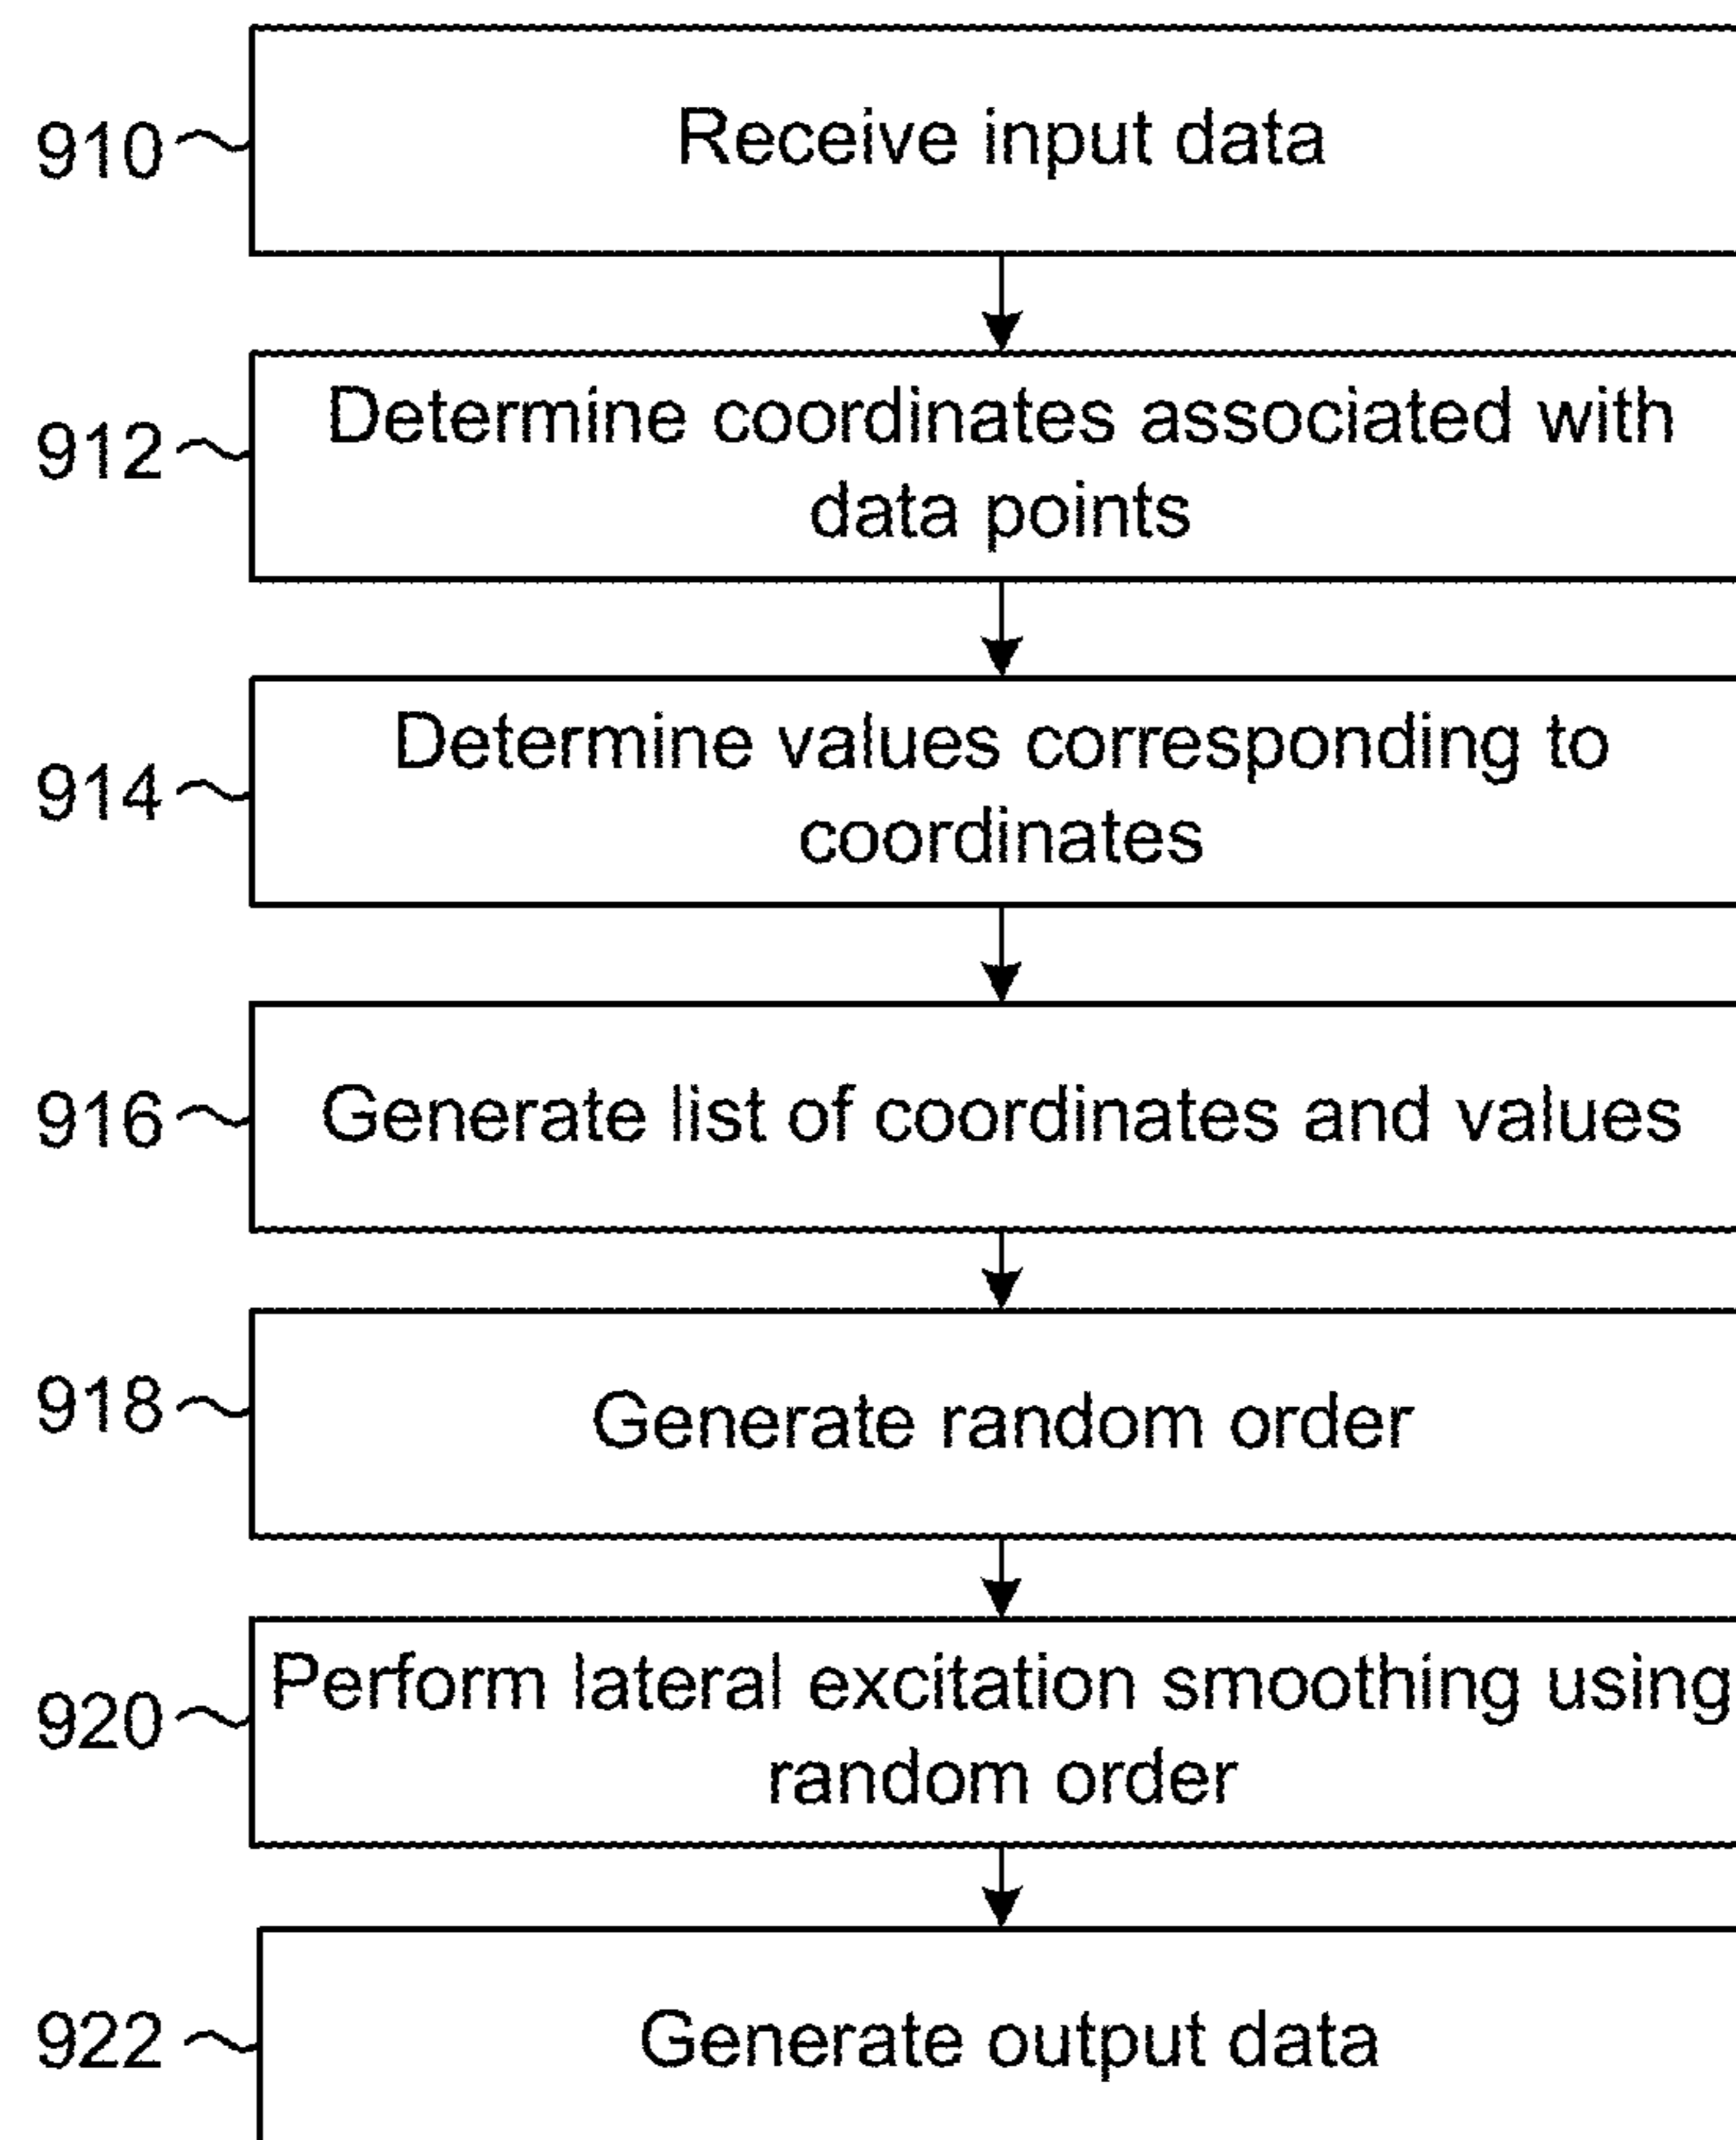 910
Receive input data
912
Determine coordinates associated with
data points
914
Determine values corresponding to
coordinates
916
Generate list of coordinates and values
918
Generate random order
920
Perform lateral excitation smoothing using
random order
922
Generate output data